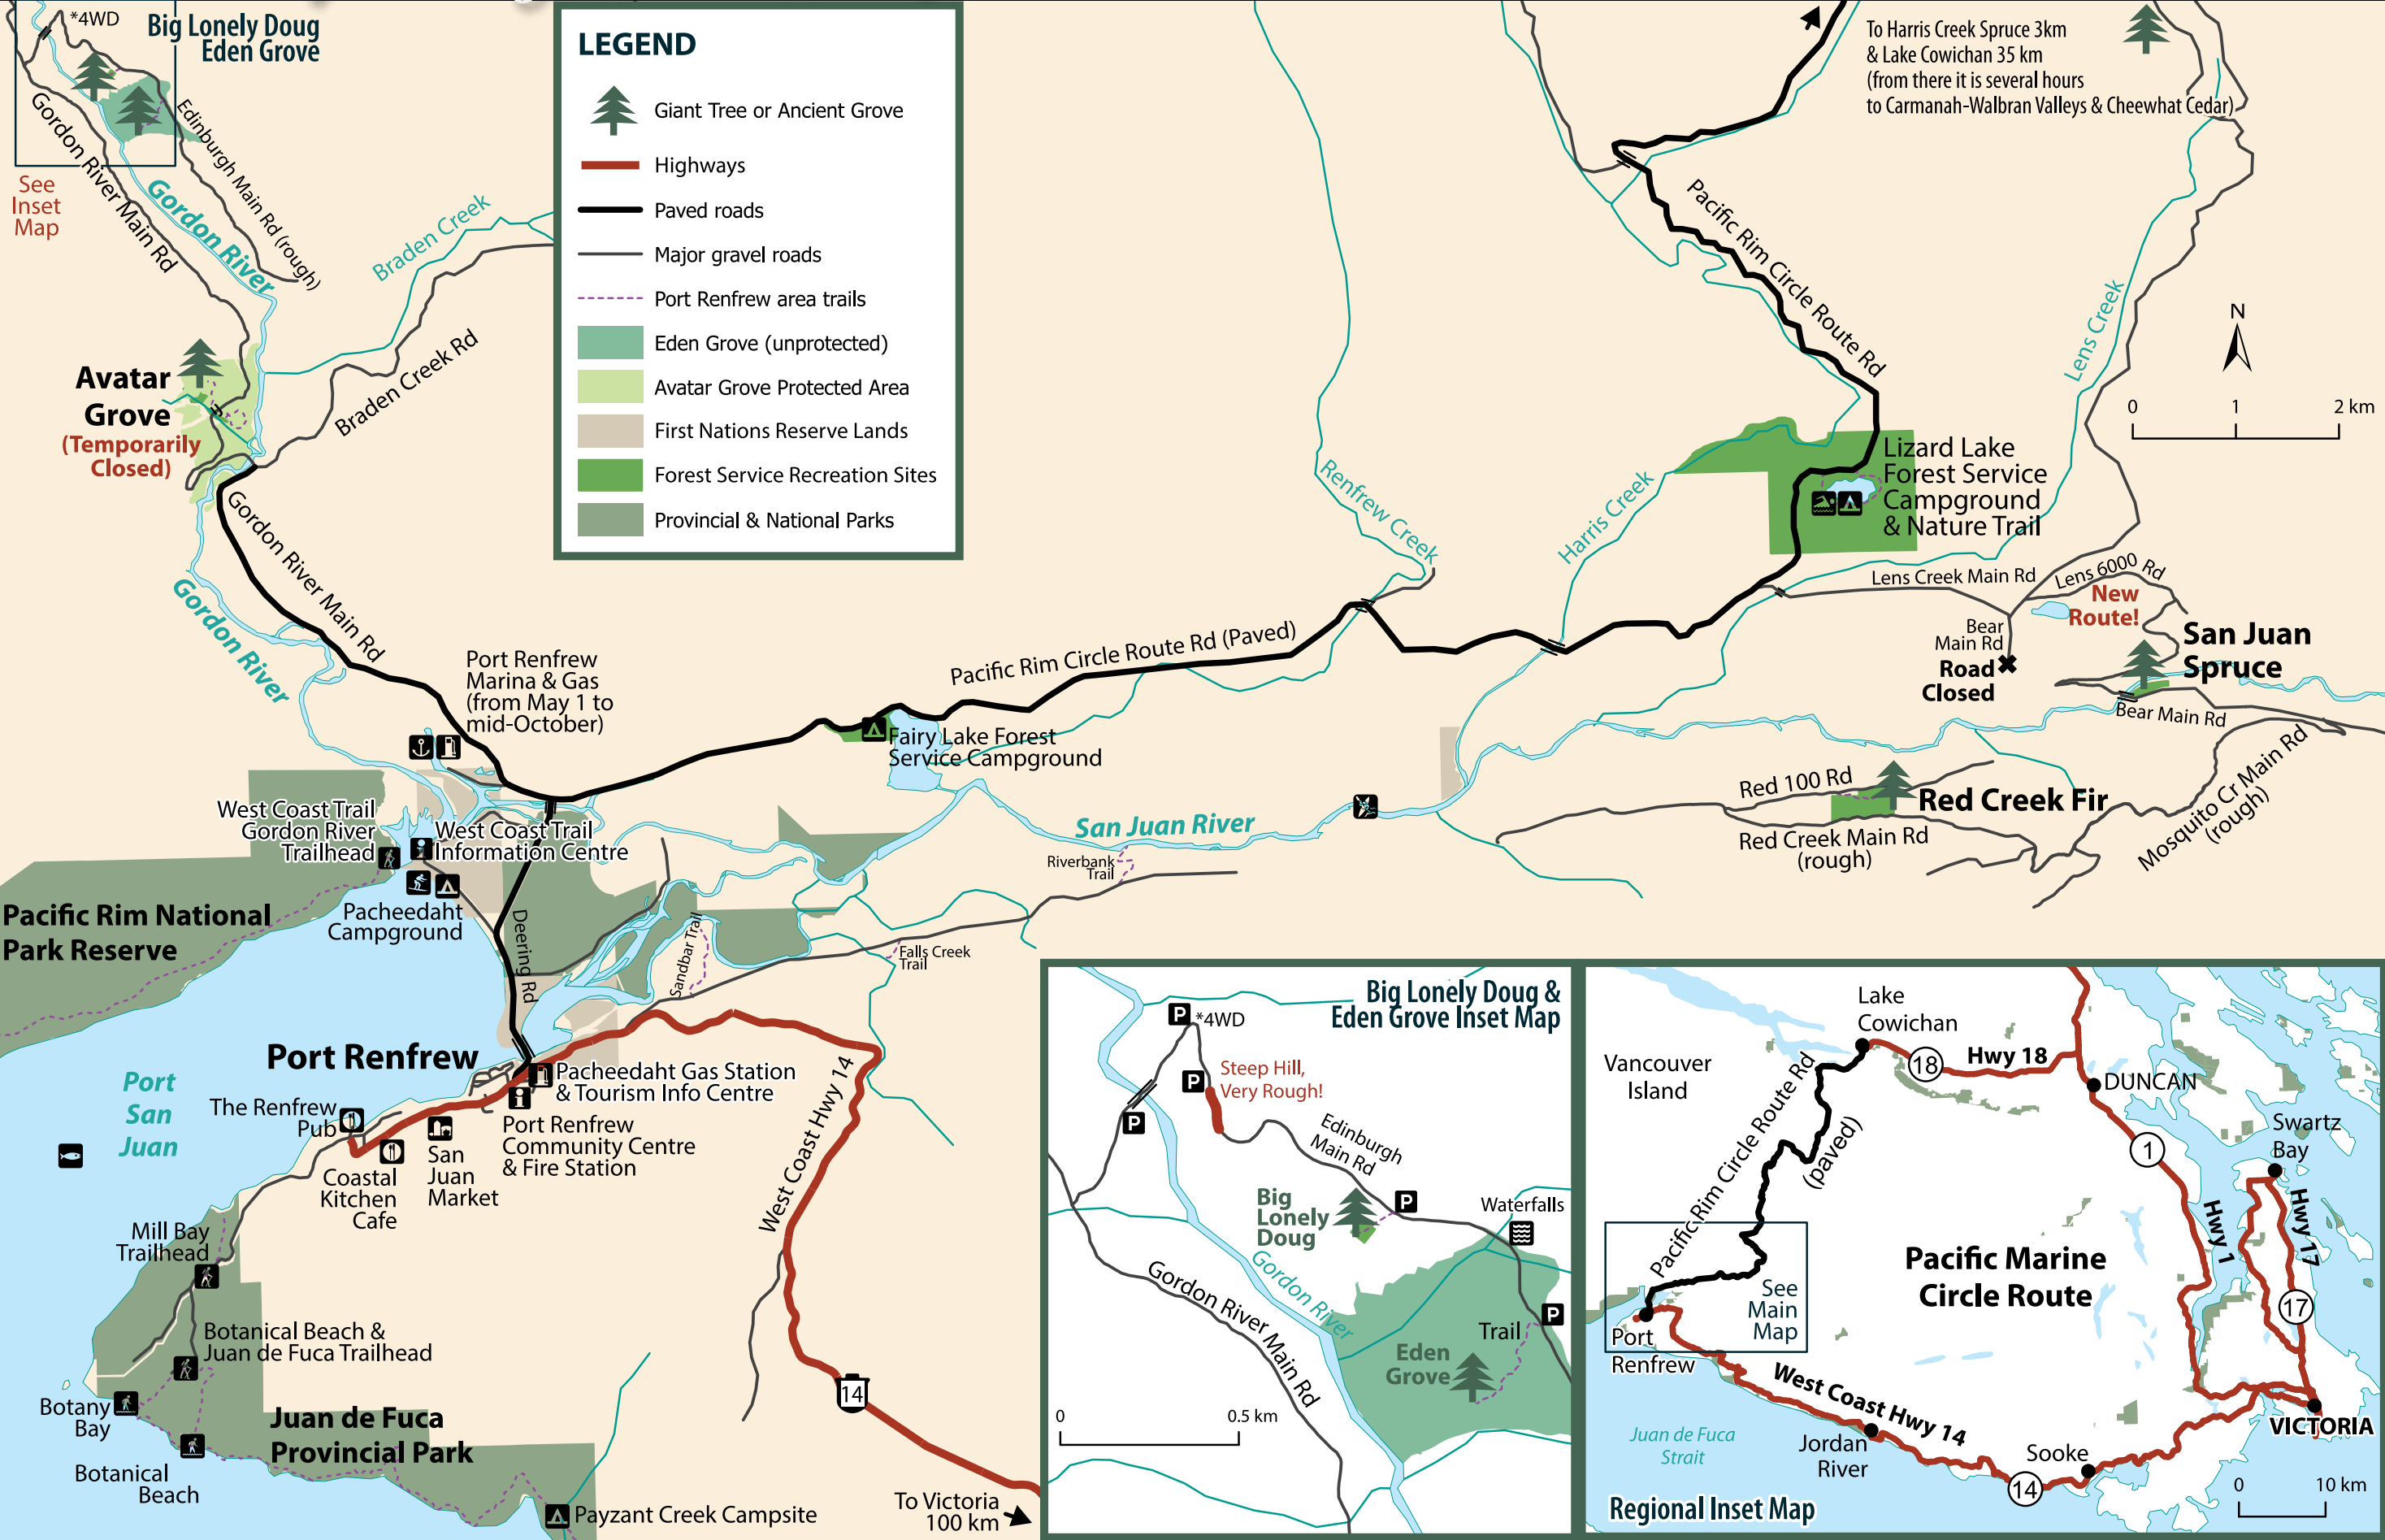 *4WD
Big Lonely Doug
Eden Grove
Gordon River Main Rd
Edinburgh Main Rd (rough)
See
Inset
Map
Gordon River
Braden Creek
Braden Creek Rd
Avatar
Grove
(Temporarily
Closed)
Gordon River Main Rd
Gordon River
LEGEND
Giant Tree or Ancient Grove
Highways
Paved roads
Major gravel roads
Port Renfrew area trails
Eden Grove (unprotected)
Avatar Grove Protected Area
First Nations Reserve Lands
Forest Service Recreation Sites
Provincial & National Parks
To Harris Creek Spruce 3km
& Lake Cowichan 35 km
(from there it is several hours
to Carmanah-Walbran Valleys & Cheewhat Cedar)
Pacific Rim Circle Route Rd
Lens Creek
N
0 1 2 km
Renfrew Creek
Harris Creek
Lizard Lake
Forest Service
Campground
& Nature Trail
Lens Creek Main Rd
Lens 6000 Rd
New
Route!
Bear
Main Rd
Road
Closed
San Juan
Spruce
Bear Main Rd
Pacific Rim Circle Route Rd (Paved)
Port Renfrew
Marina & Gas
(from May 1 to
mid-October)
Fairy Lake Forest
Service Campground
Red 100 Rd
Red Creek Fir
Red Creek Main Rd
(rough)
Mosquito Cr Main Rd
(rough)
San Juan River
Riverbank
Trail
West Coast Trail
Gordon River
Trailhead
West Coast Trail
Information Centre
Pacific Rim National
Park Reserve
Pacheedaht
Campground
Deering Rd
Sandbar Trail
Falls Creek
Trail
Port Renfrew
Port
San
Juan
The Renfrew
Pub
Pacheedaht Gas Station
& Tourism Info Centre
Port Renfrew
Community Centre
& Fire Station
San
Juan
Market
Coastal
Kitchen
Cafe
West Coast Hwy 14
Mill Bay
Trailhead
Botanical Beach &
Juan de Fuca Trailhead
Botany
Bay
Botanical
Beach
Juan de Fuca
Provincial Park
Payzant Creek Campsite
14
To Victoria
100 km
Big Lonely Doug &
Eden Grove Inset Map
P
*4WD
P
Steep Hill,
Very Rough!
P
Edinburgh
Main Rd
Big
Lonely
Doug
P
Waterfalls
Gordon River
Gordon River Main Rd
P
Trail
Eden
Grove
0 0.5 km
Lake
Cowichan
Vancouver
Island
18
Hwy 18
DUNCAN
Pacific Rim Circle Route Rd
(paved)
1
Swartz
Bay
Hwy 1
Hwy 17
17
Pacific Marine
Circle Route
See
Main
Map
Port
Renfrew
West Coast Hwy 14
Juan de Fuca
Strait
Jordan
River
14
Sooke
VICTORIA
0 10 km
Regional Inset Map